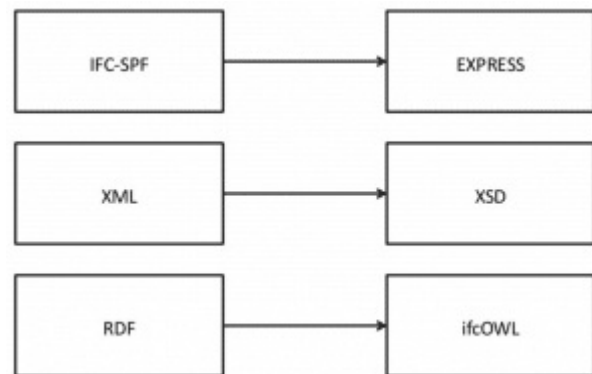 IFC-SPF
EXPRESS
XML
XSD
RDF
ifcOWL